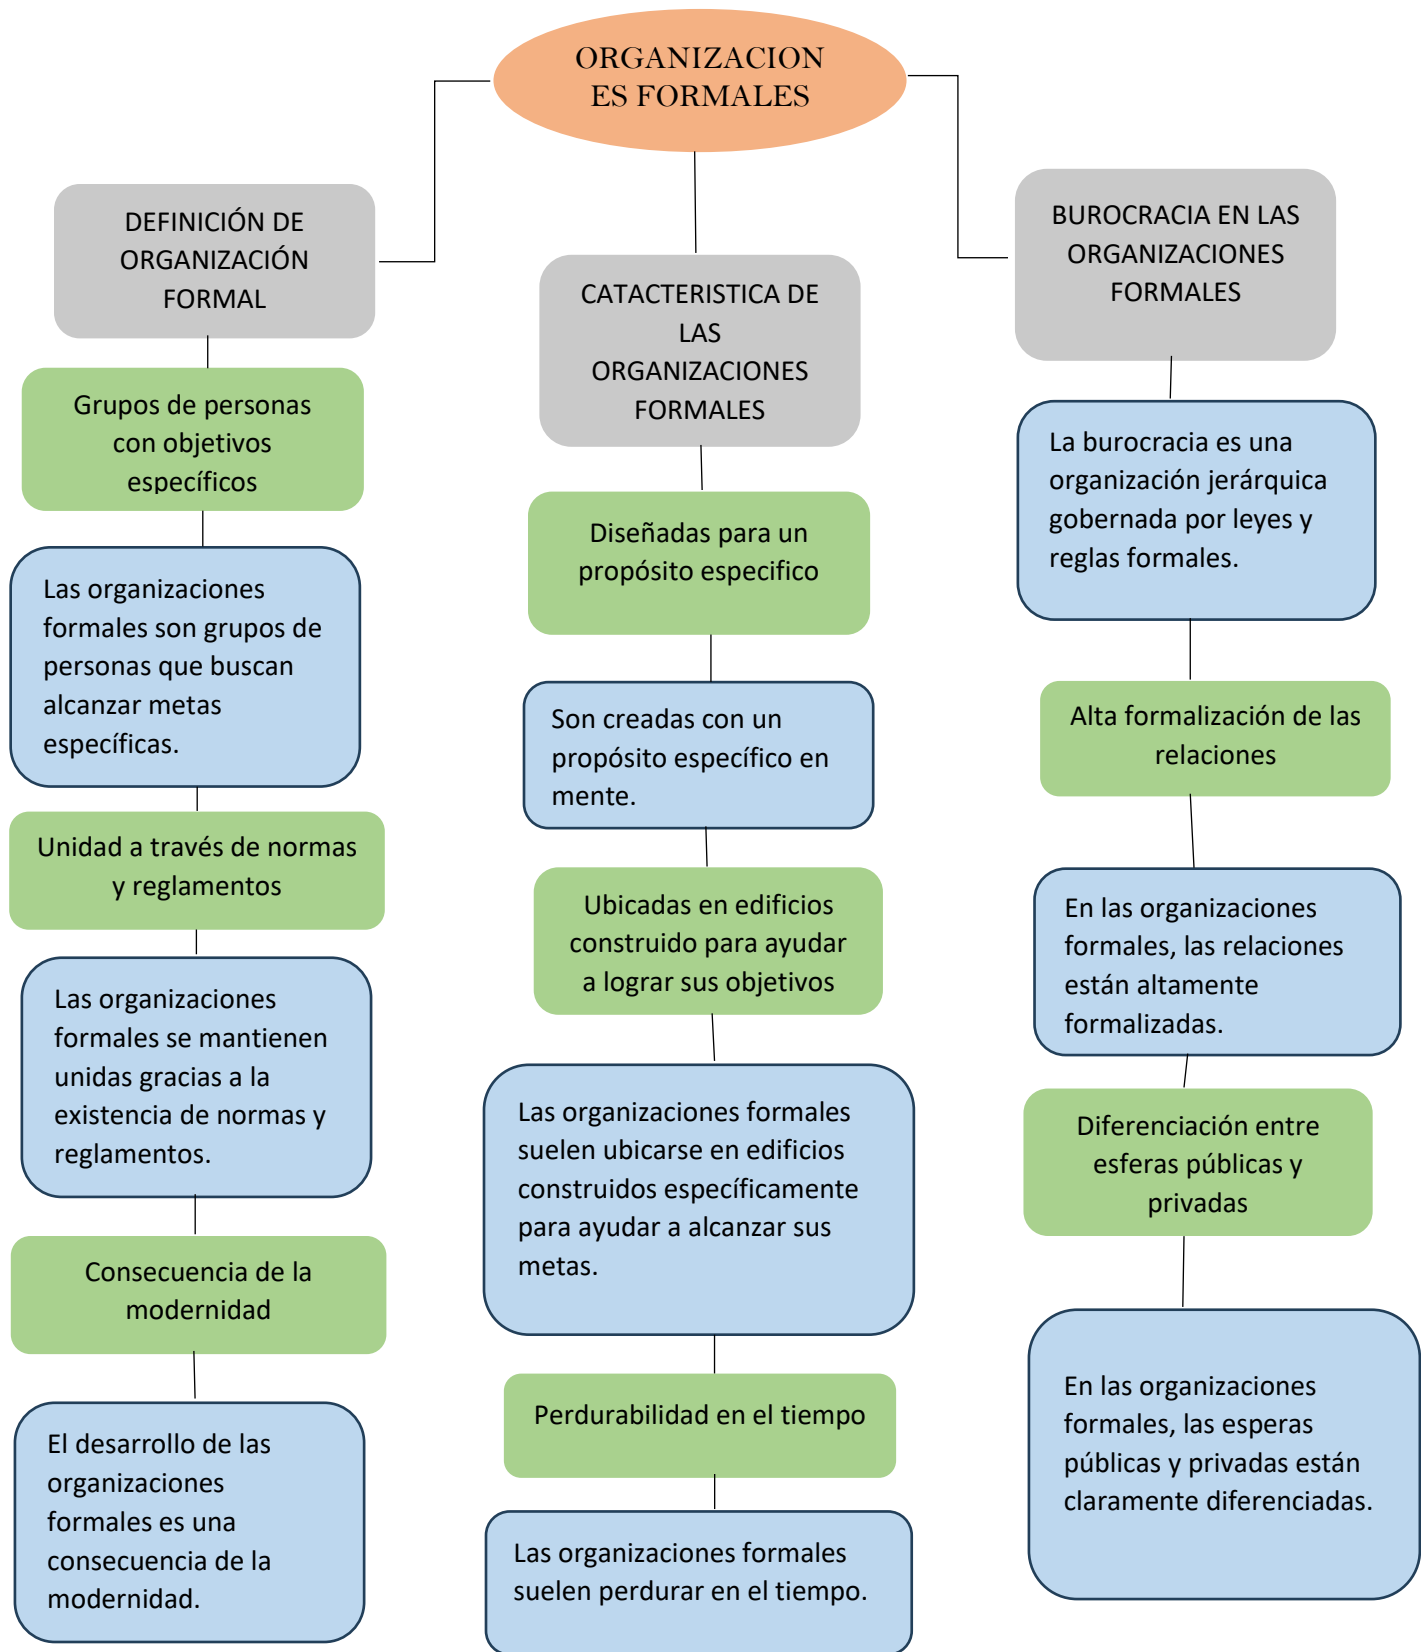 ORGANIZACION
ES FORMALES
DEFINICIÓN DE
ORGANIZACIÓN
FORMAL
Grupos de personas
con objetivos
específicos
Las organizaciones
formales son grupos de
personas que buscan
alcanzar metas
específicas.
Unidad a través de normas
y reglamentos
Las organizaciones
formales se mantienen
unidas gracias a la
existencia de normas y
reglamentos.
Consecuencia de la
modernidad
El desarrollo de las
organizaciones
formales es una
consecuencia de la
modernidad.
CATACTERISTICA DE
LAS
ORGANIZACIONES
FORMALES
Diseñadas para un
propósito especifico
Son creadas con un
propósito específico en
mente.
Ubicadas en edificios
construido para ayudar
a lograr sus objetivos
Las organizaciones formales
suelen ubicarse en edificios
construidos específicamente
para ayudar a alcanzar sus
metas.
Perdurabilidad en el tiempo
Las organizaciones formales
suelen perdurar en el tiempo.
BUROCRACIA EN LAS
ORGANIZACIONES
FORMALES
La burocracia es una
organización jerárquica
gobernada por leyes y
reglas formales.
Alta formalización de las
relaciones
En las organizaciones
formales, las relaciones
están altamente
formalizadas.
Diferenciación entre
esferas públicas y
privadas
En las organizaciones
formales, las esperas
públicas y privadas están
claramente diferenciadas.